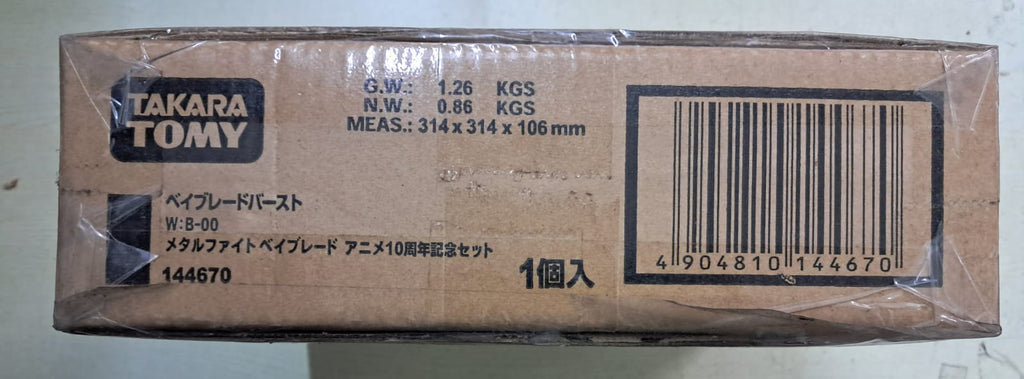 TAKARA
TOMY
G.W.: 1.26 KGS
N.W.: 0.86 KGS
MEAS.: 314 x 314 x 106 mm
ベイブレードバースト
W:B-00
メタルファイト ベイブレード アニメ10周年記念セット
144670
1個入
4 904810 144670